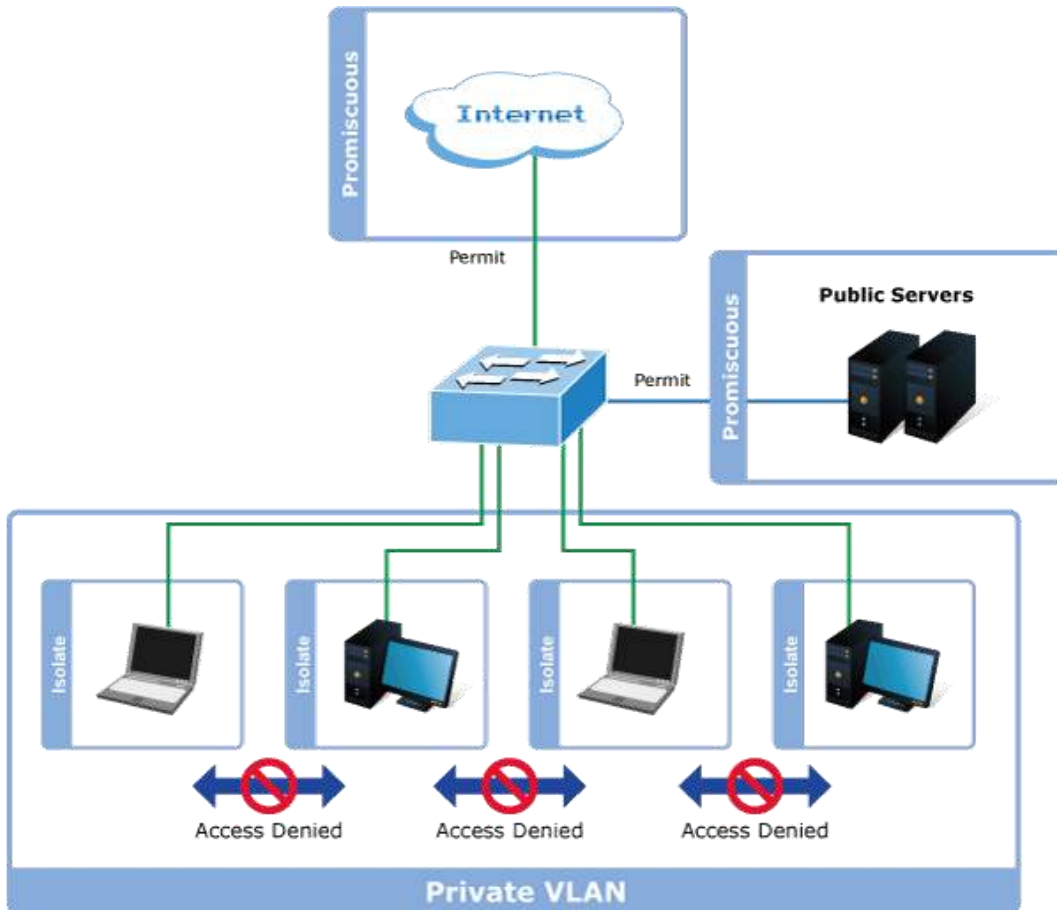 Promiscuous
Internet
Permit
Promiscuous
Public Servers
Permit
Isolate
Isolate
Isolate
Isolate
Access Denied
Access Denied
Access Denied
Private VLAN